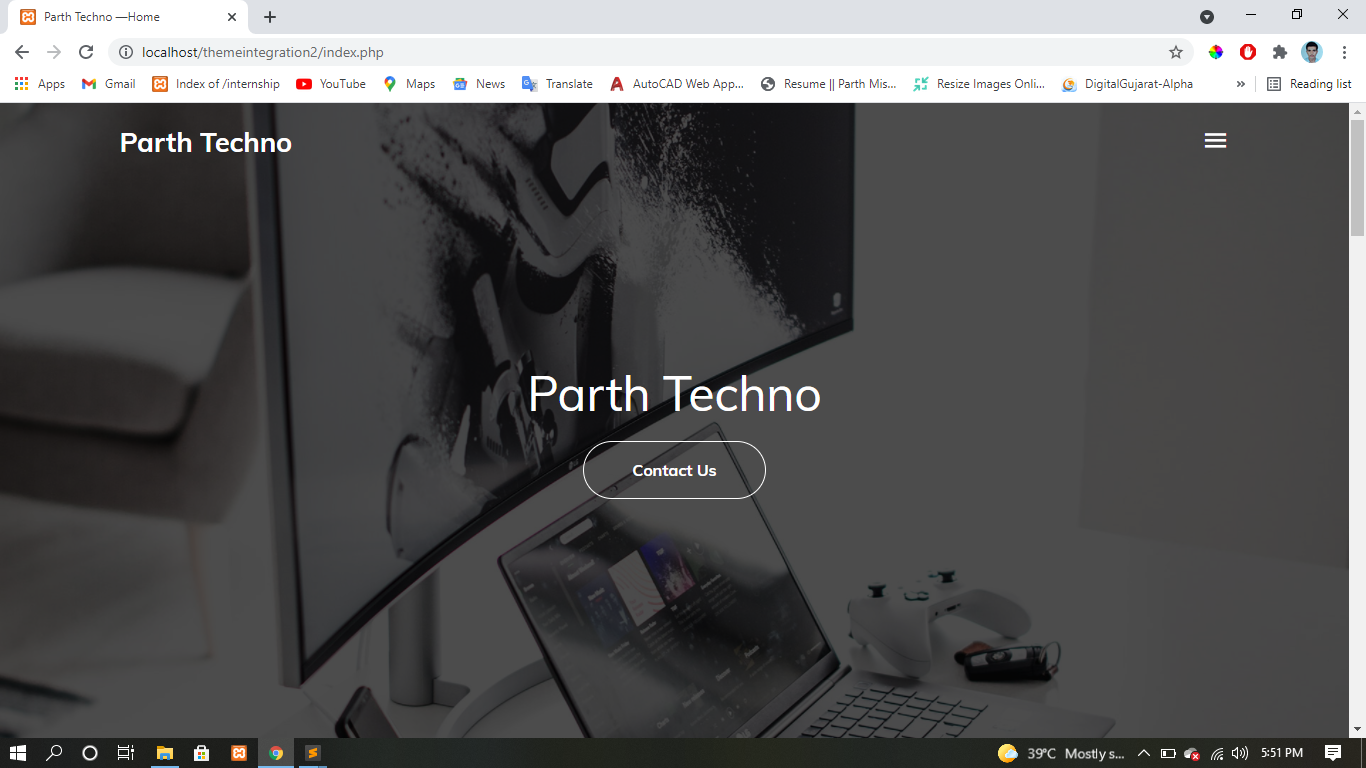 Parth Techno —Home
localhost/themeintegration2/index.php
Apps Gmail Index of /internship YouTube Maps News Translate AutoCAD Web App... Resume || Parth Mis... Resize Images Onli... DigitalGujarat-Alpha » Reading list
Parth Techno
Parth Techno
Contact Us
39°C Mostly s... 5:51 PM